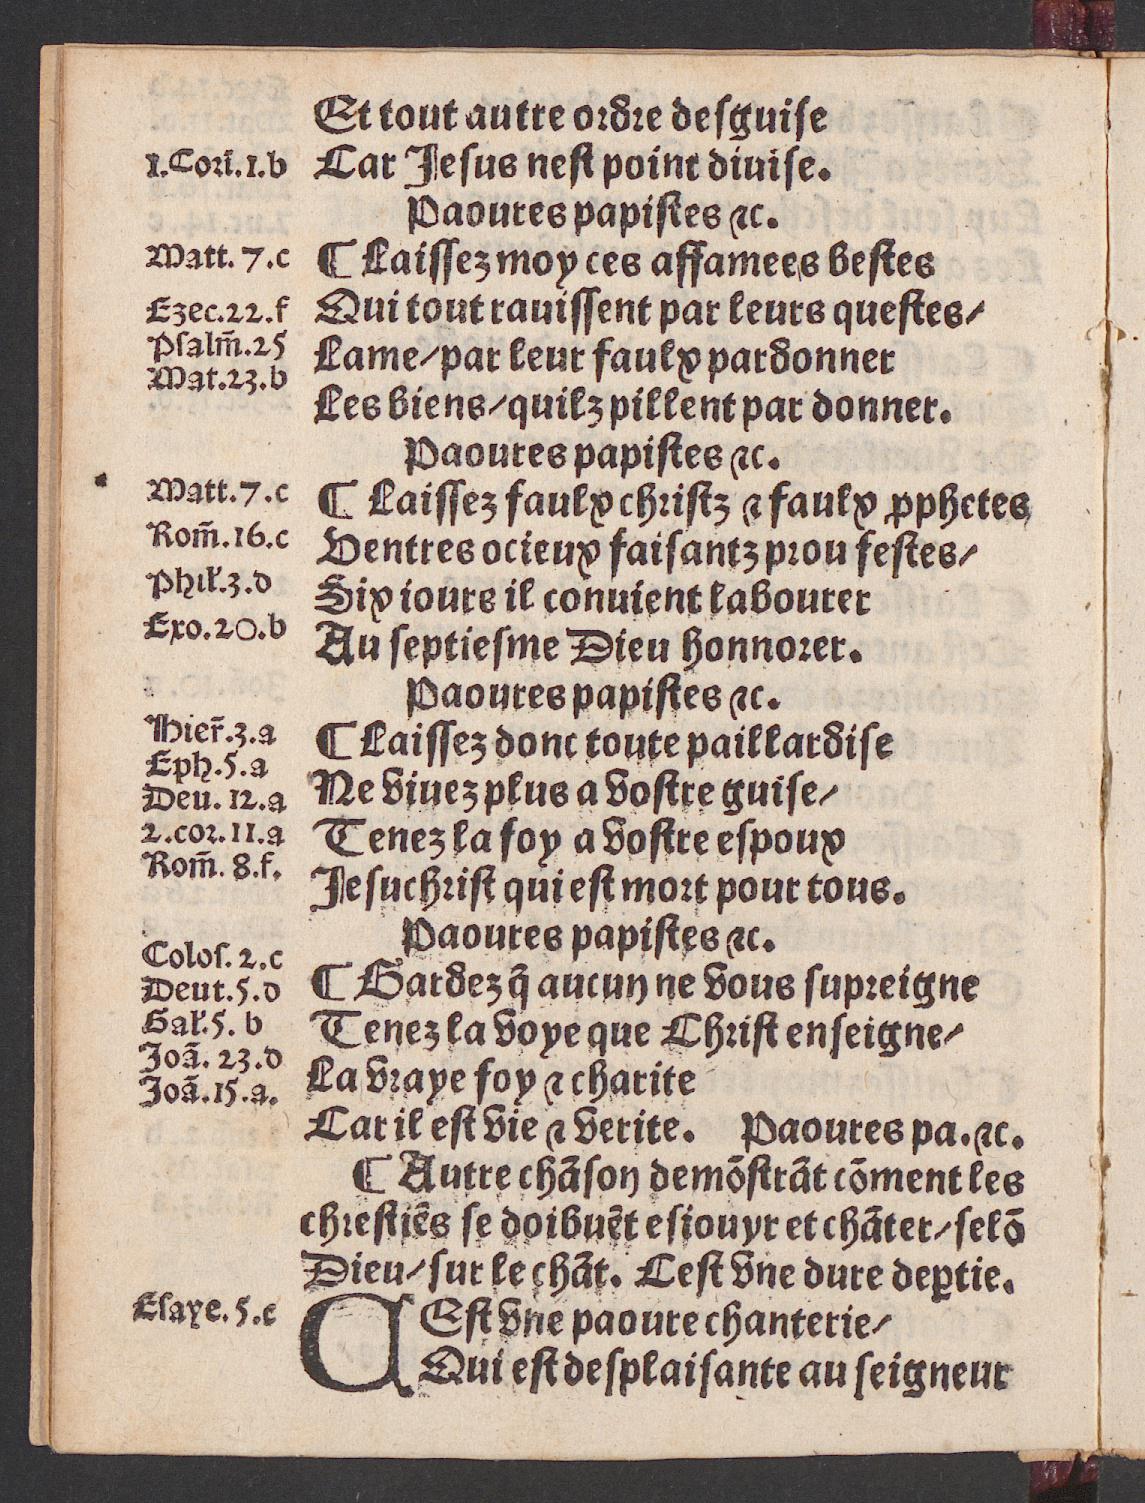 Et tout autre ordre desguise
1.Cori.1.b Car Jesus nest point diuise.
Paoures papistes ⁊c.
Matt. 7.c ¶ Laissez moy ces affamees bestes
Ezec.22.f Qui tout rauissent par leurs questes/
Psalm̃.25 Lame/par leur faulx pardonner
Mat.23.b Les biens/quilz pillent par donner.
Paoures papistes ⁊c.
Matt.7.c ¶ Laissez faulx christz ⁊ faulx ꝓphetes
Rom̃.16.c Ventres ocieux faisantz prou festes/
Phil̃.3.d Six iours il conuient labourer
Exo.20.b Au septiesme Dieu honnorer.
Paoures papistes ⁊c.
Hier̃.3.a ¶ Laissez donc toute paillardise
Eph.5.a
Deu. 12.a Ne viuez plus a vostre guise/
2.cor.11.a Tenez la foy a vostre espoux
Rom̃. 8.f. Jesuchrist qui est mort pour tous.
Paoures papistes ⁊c.
Colos. 2.c
Deut.5.d ¶ Gardez q̃ aucun ne vous supreigne
Gal̃.5. b Tenez la voye que Christ enseigne/
Joã. 23.d
Joã.15.a. La vraye foy ⁊ charite
Car il est vie ⁊ verite. Paoures pa.⁊c.
¶ Autre chãson demõstrãt cõment les
chrestiẽs se doibuẽt esiouyr et chãter/selõ
Dieu/sur le chãt. Cest vne dure deꝑtie.
Esaye. 5.c CEst vne paoure chanterie/
Qui est desplaisante au seigneur